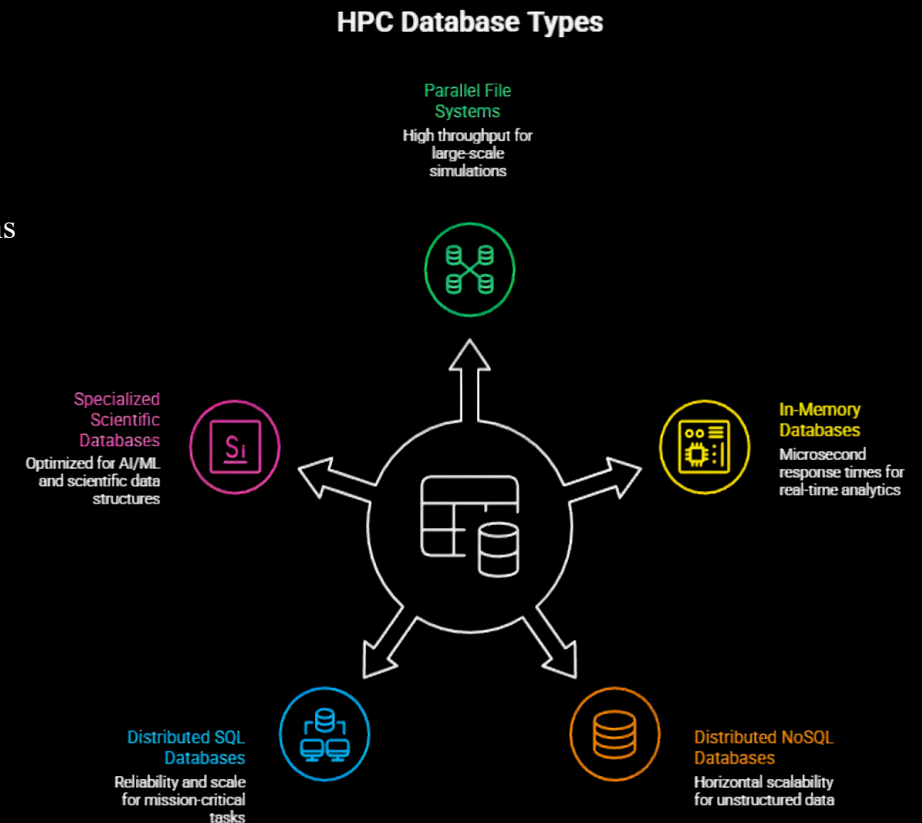 HPC Database Types
Parallel File
Systems
High throughput for
large-scale
simulations
Specialized
Scientific
Databases
Optimized for AI/ML
and scientific data
structures
Si
In-Memory
Databases
Microsecond
response times for
real-time analytics
Distributed SQL
Databases
Reliability and scale
for mission-critical
tasks
Distributed NoSQL
Databases
Horizontal scalability
for unstructured data